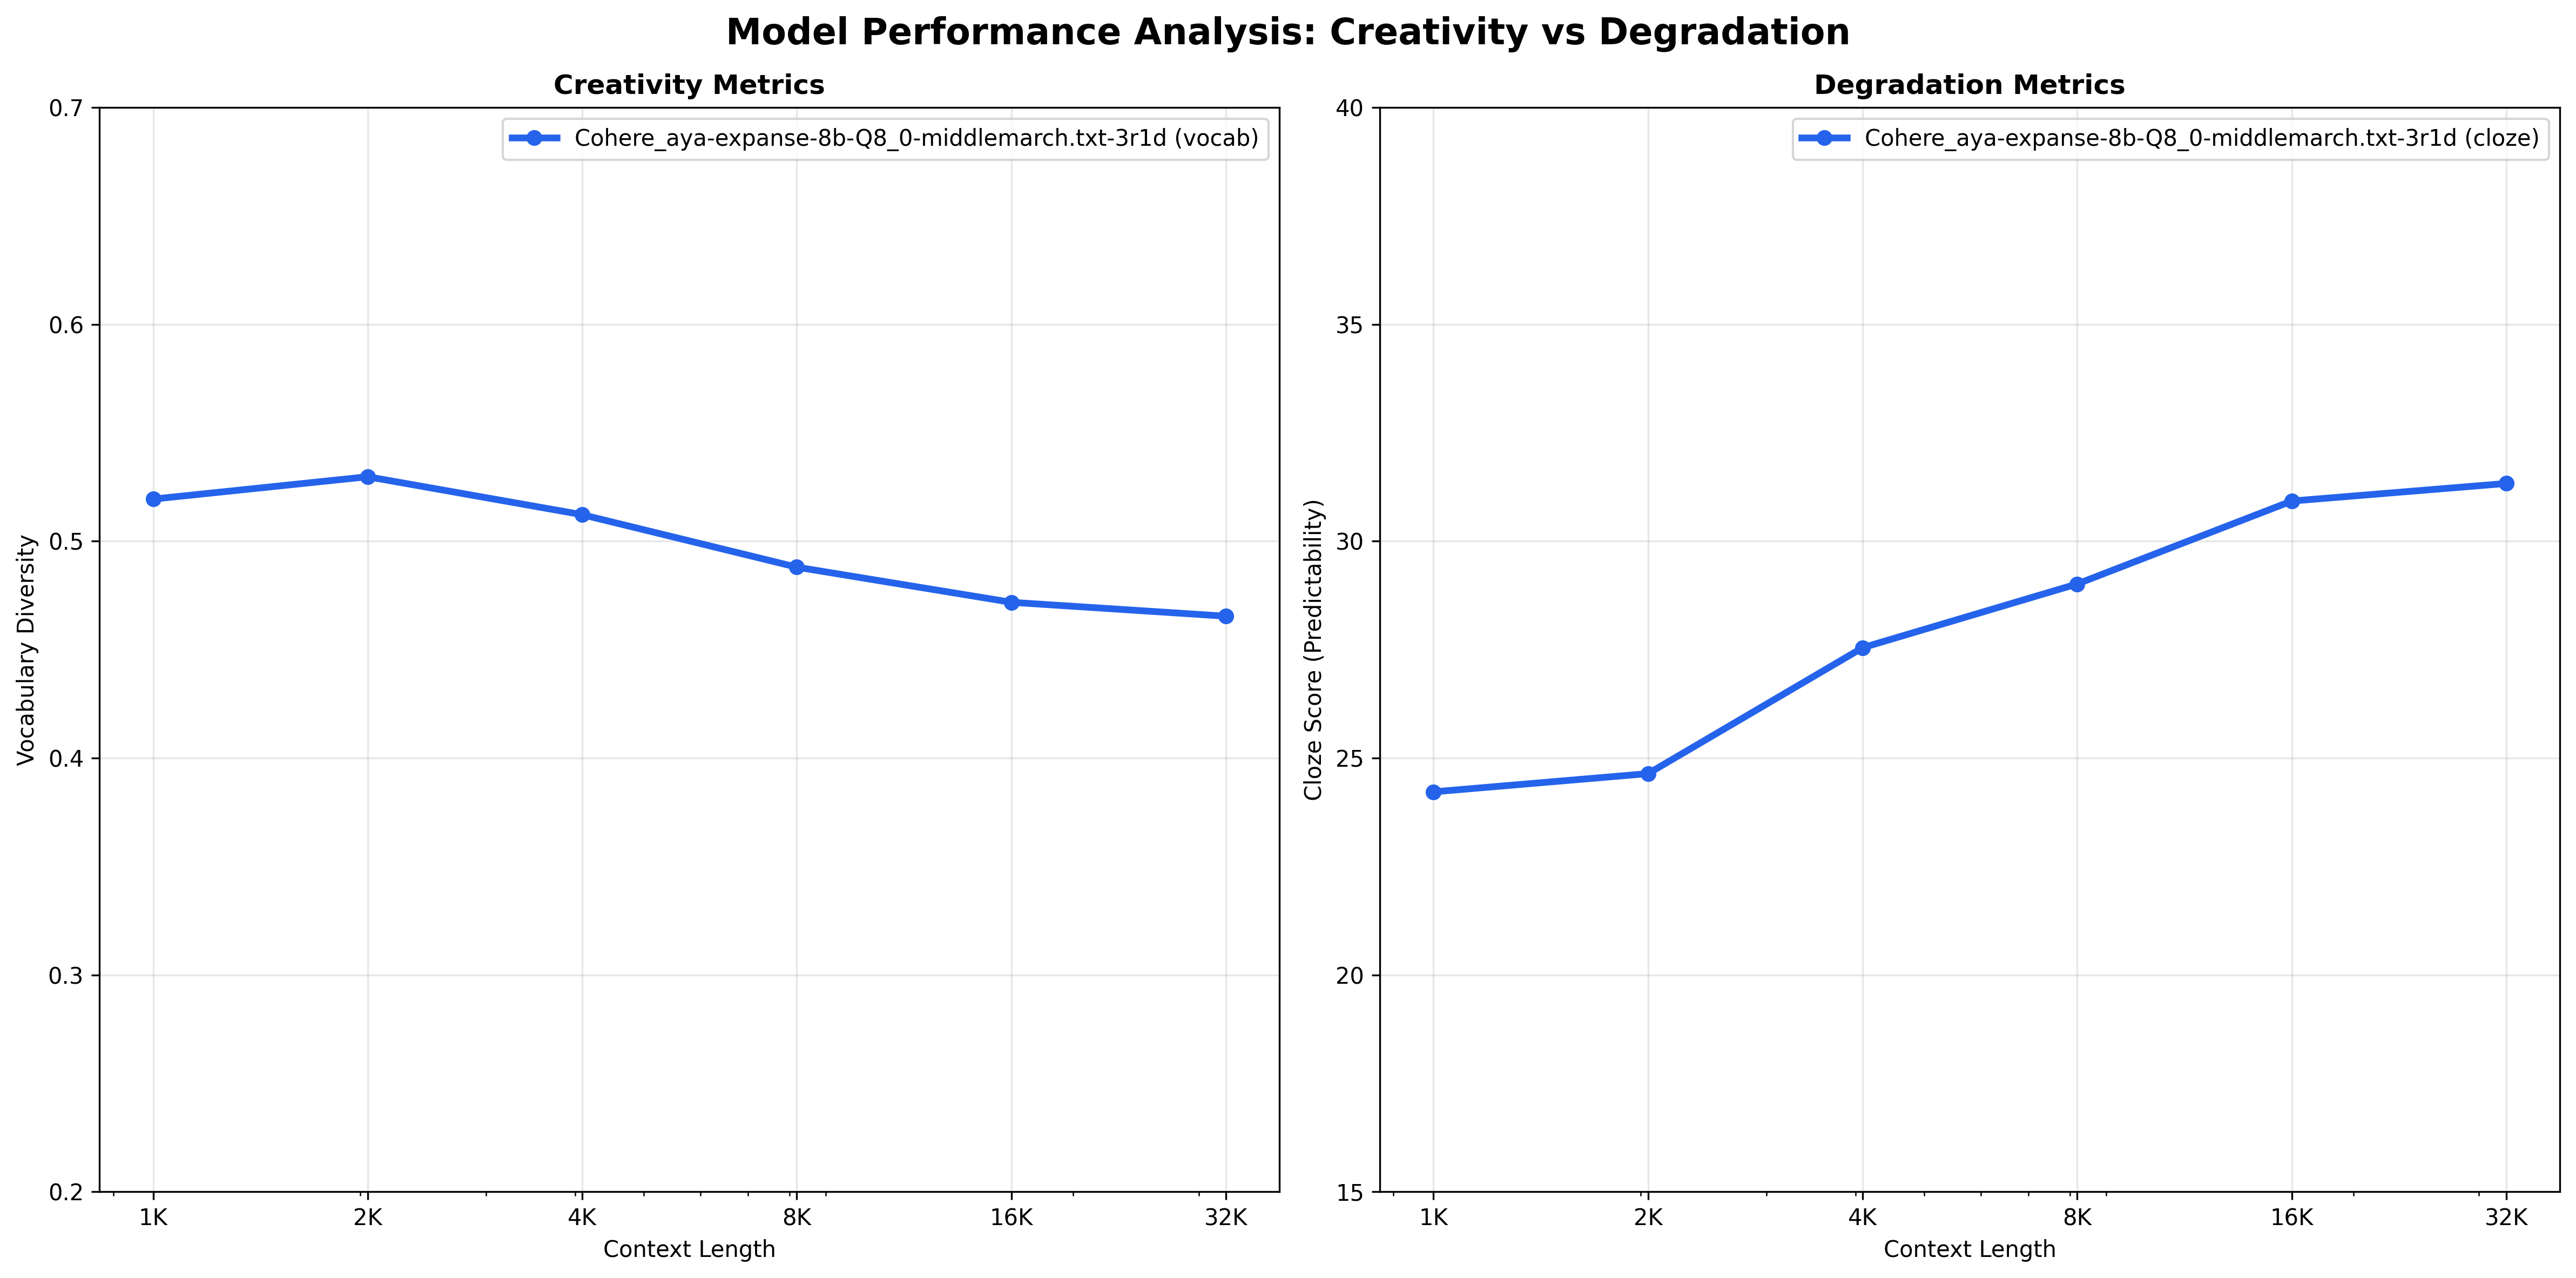 Model Performance Analysis: Creativity vs Degradation
Creativity Metrics
Cohere_aya-expanse-8b-Q8_0-middlemarch.txt-3r1d (vocab)
Vocabulary Diversity
0.7
0.6
0.5
0.4
0.3
0.2
1K 2K 4K 8K 16K 32K
Context Length
Degradation Metrics
Cohere_aya-expanse-8b-Q8_0-middlemarch.txt-3r1d (cloze)
Cloze Score (Predictability)
40
35
30
25
20
15
1K 2K 4K 8K 16K 32K
Context Length